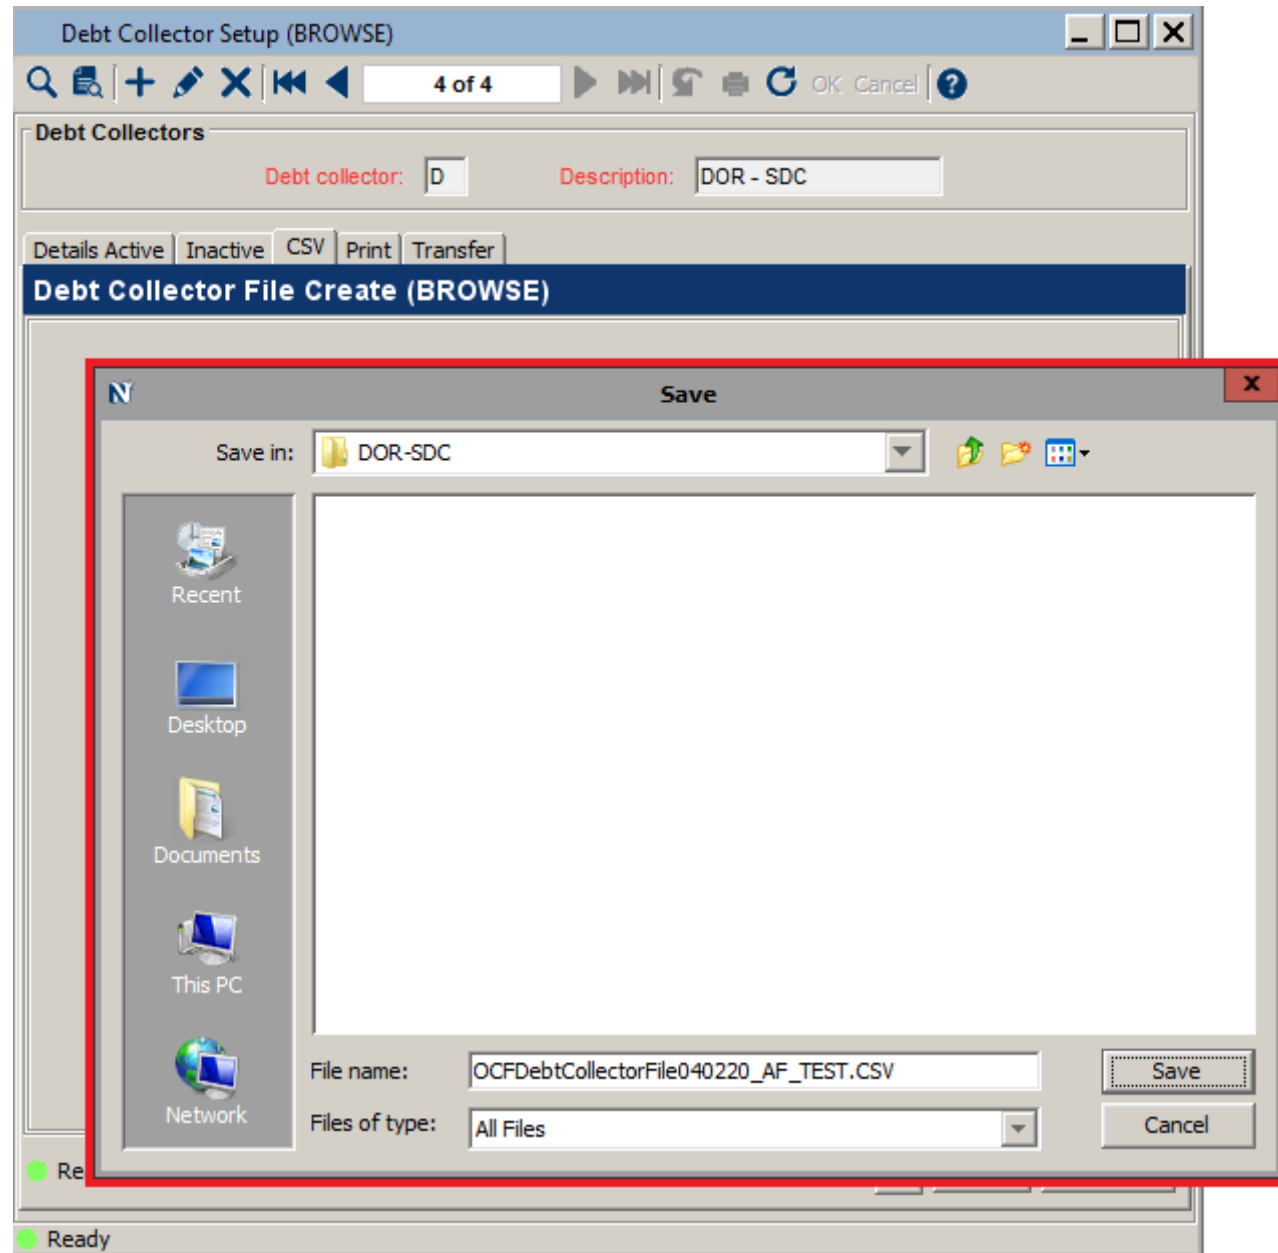 Debt Collector Setup (BROWSE)
4 of 4 OK Cancel ?
Debt Collectors
Debt collector: D Description: DOR - SDC
Details Active Inactive CSV Print Transfer
Debt Collector File Create (BROWSE)
N Save x
Save in: DOR-SDC
Recent
Desktop
Documents
This PC
Network
File name: OCFDebtCollectorFile040220_AF_TEST.CSV Save
Files of type: All Files Cancel
Re
Ready